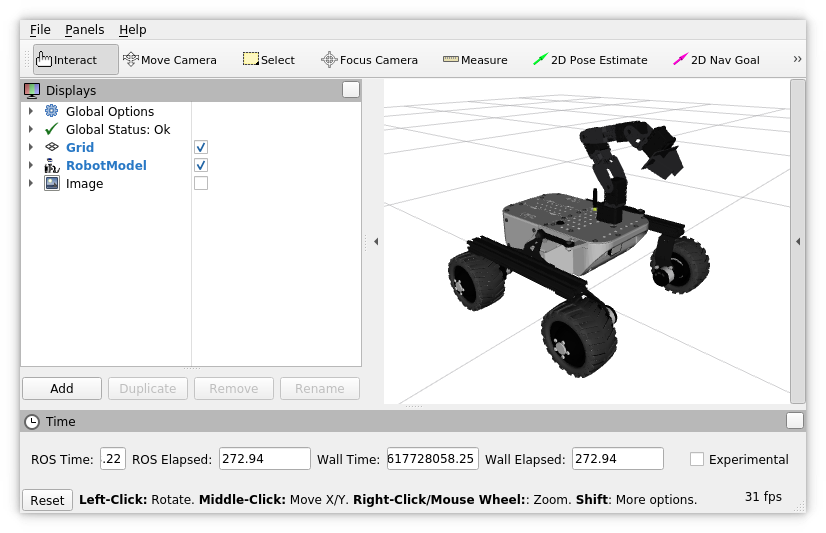 File Panels Help
Interact Move Camera Select Focus Camera Measure 2D Pose Estimate 2D Nav Goal »
Displays
Global Options
Global Status: Ok
Grid
RobotModel
Image
Add Duplicate Remove Rename
Time
ROS Time: .22 ROS Elapsed: 272.94 Wall Time: 617728058.25 Wall Elapsed: 272.94 Experimental
Reset Left-Click: Rotate. Middle-Click: Move X/Y. Right-Click/Mouse Wheel:: Zoom. Shift: More options. 31 fps